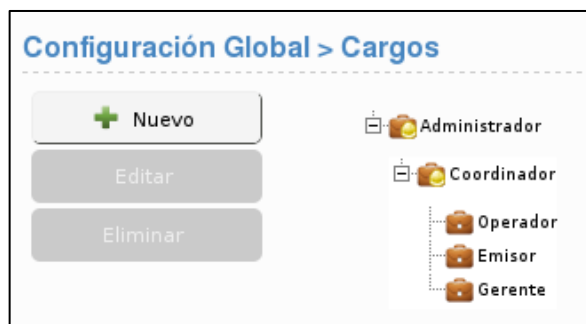 Configuración Global > Cargos
Nuevo
Editar
Eliminar
Administrador
Coordinador
Operador
Emisor
Gerente